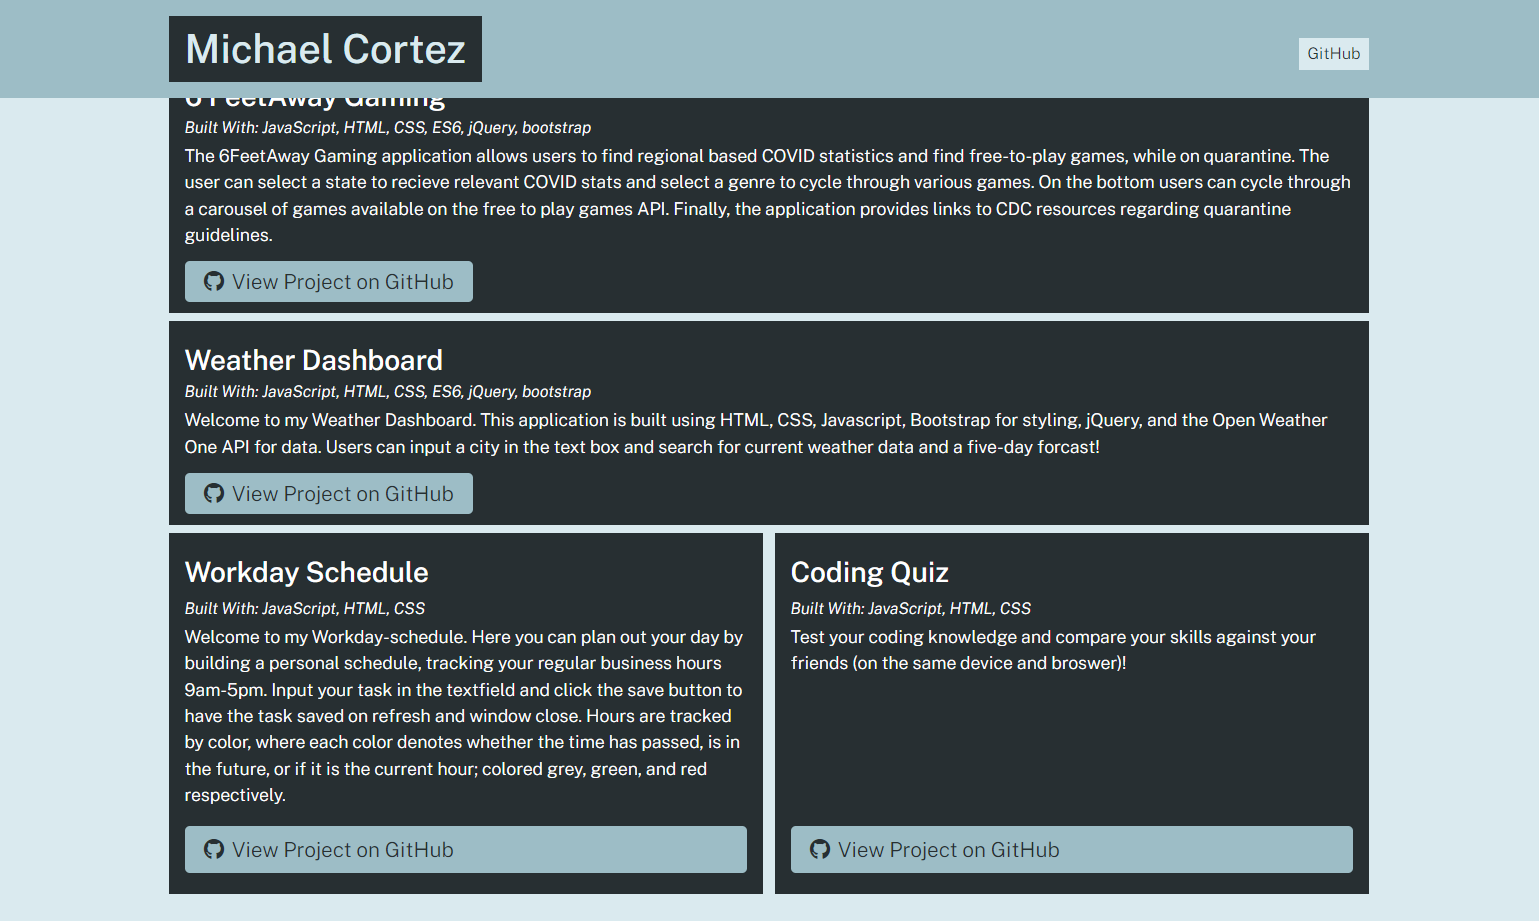 Michael Cortez
GitHub
6 FeetAway Gaming
Built With: JavaScript, HTML, CSS, ES6, jQuery, bootstrap
The 6FeetAway Gaming application allows users to find regional based COVID statistics and find free-to-play games, while on quarantine. The
user can select a state to recieve relevant COVID stats and select a genre to cycle through various games. On the bottom users can cycle through
a carousel of games available on the free to play games API. Finally, the application provides links to CDC resources regarding quarantine
guidelines.
View Project on GitHub
Weather Dashboard
Built With: JavaScript, HTML, CSS, ES6, jQuery, bootstrap
Welcome to my Weather Dashboard. This application is built using HTML, CSS, Javascript, Bootstrap for styling, jQuery, and the Open Weather
One API for data. Users can input a city in the text box and search for current weather data and a five-day forcast!
View Project on GitHub
Workday Schedule
Built With: JavaScript, HTML, CSS
Welcome to my Workday-schedule. Here you can plan out your day by
building a personal schedule, tracking your regular business hours
9am-5pm. Input your task in the textfield and click the save button to
have the task saved on refresh and window close. Hours are tracked
by color, where each color denotes whether the time has passed, is in
the future, or if it is the current hour; colored grey, green, and red
respectively.
View Project on GitHub
Coding Quiz
Built With: JavaScript, HTML, CSS
Test your coding knowledge and compare your skills against your
friends (on the same device and broswer)!
View Project on GitHub